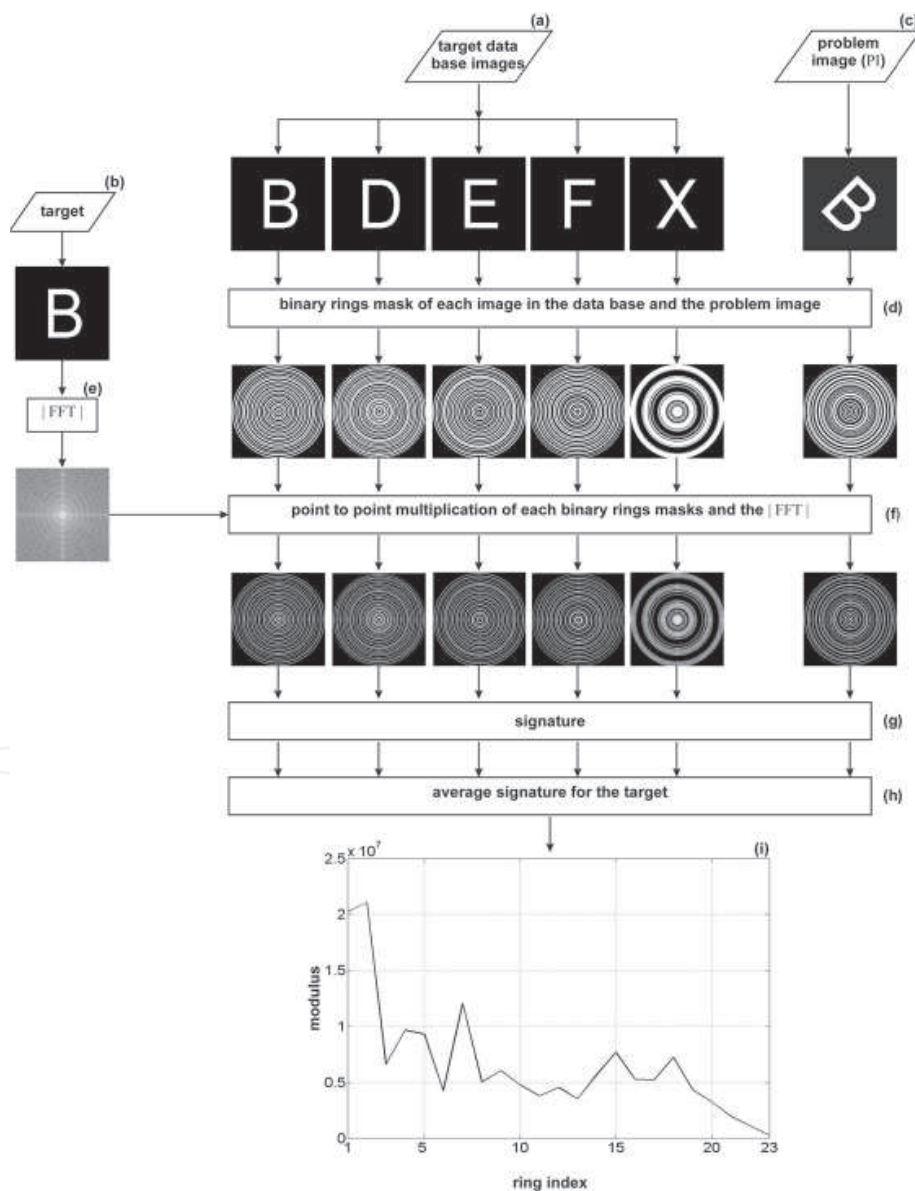 (a)
target data
base images
(c)
problem
image (PI)
(b)
target
B D E F X
B
B
binary rings mask of each image in the data base and the problem image
(d)
(e)
| FFT |
point to point multiplication of each binary rings masks and the | FFT |
(f)
signature
(g)
average signature for the target
(h)
(i)
2.5 × 10⁷
2
1.5
1
0.5
0
modulus
1 5 10 15 20 23
ring index